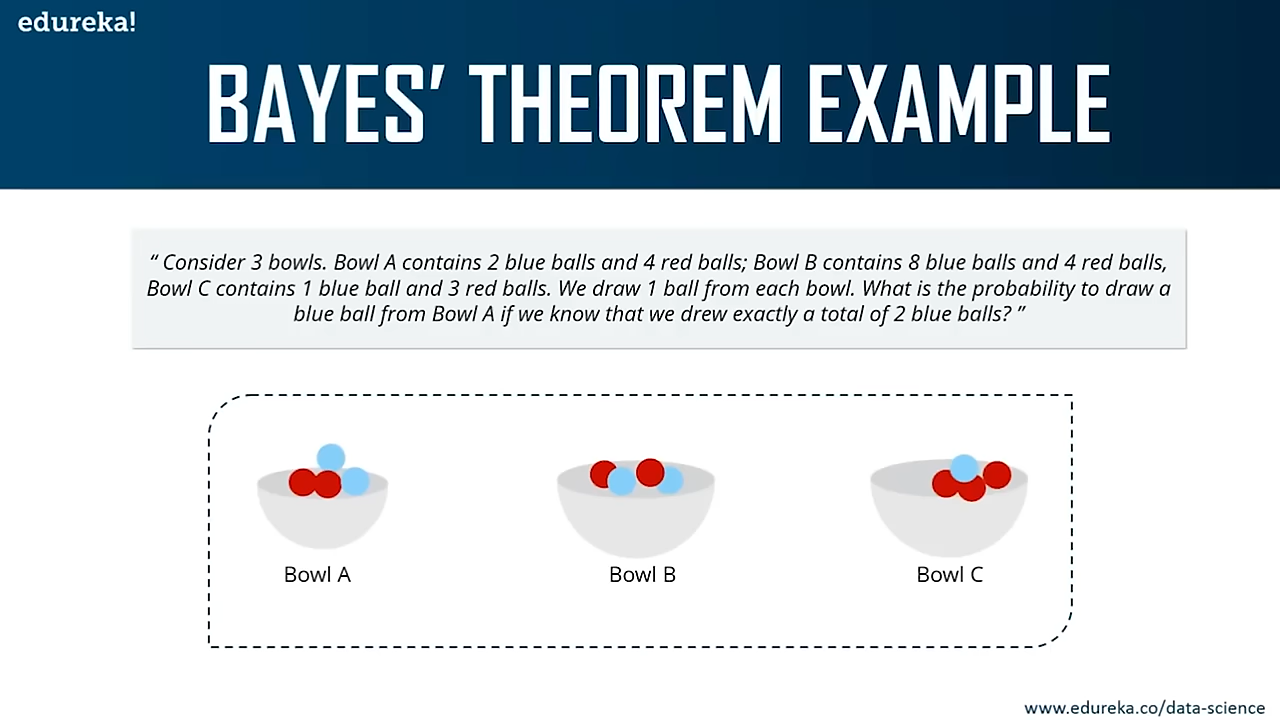 edureka!
BAYES’ THEOREM EXAMPLE
“ Consider 3 bowls. Bowl A contains 2 blue balls and 4 red balls; Bowl B contains 8 blue balls and 4 red balls,
Bowl C contains 1 blue ball and 3 red balls. We draw 1 ball from each bowl. What is the probability to draw a
blue ball from Bowl A if we know that we drew exactly a total of 2 blue balls? ”
Bowl A
Bowl B
Bowl C
www.edureka.co/data-science